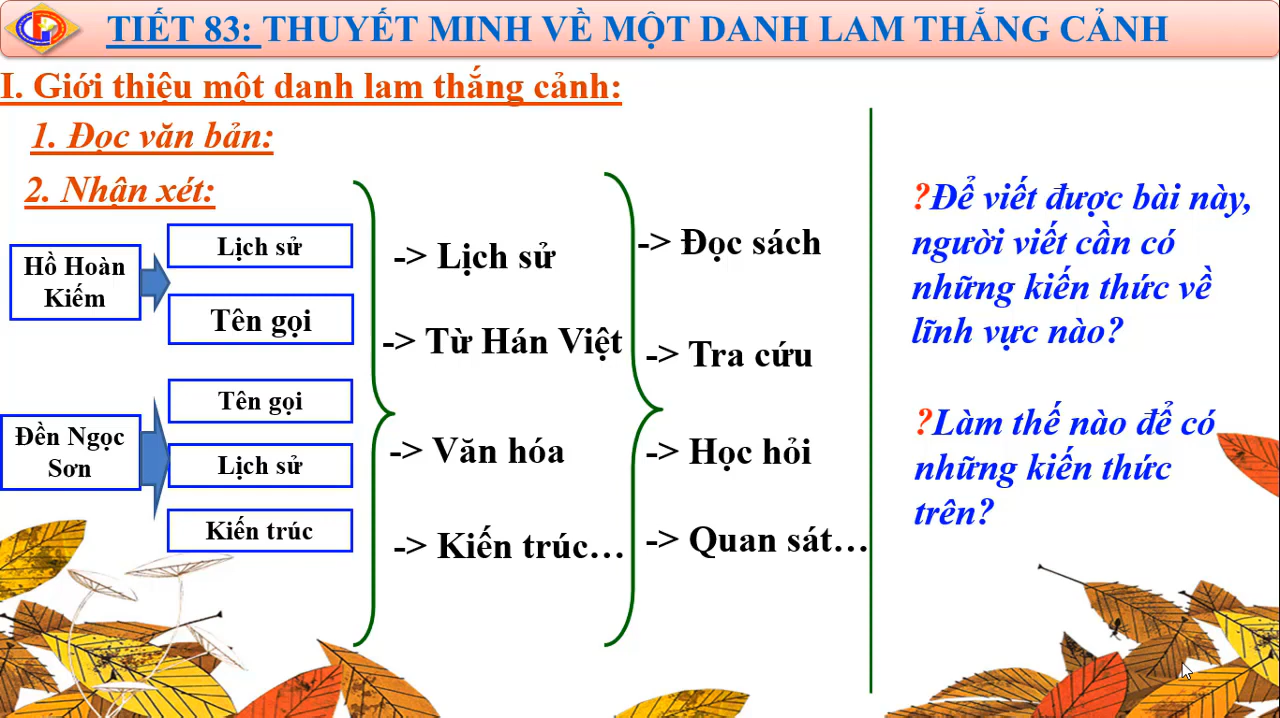 TIẾT 83: THUYẾT MINH VỀ MỘT DANH LAM THẮNG CẢNH
I. Giới thiệu một danh lam thắng cảnh:
1. Đọc văn bản:
2. Nhận xét:
Hồ Hoàn
Kiếm
Lịch sử
Tên gọi
Đền Ngọc
Sơn
Tên gọi
Lịch sử
Kiến trúc
-> Lịch sử
-> Từ Hán Việt
-> Văn hóa
-> Kiến trúc…
-> Đọc sách
-> Tra cứu
-> Học hỏi
-> Quan sát…
?Để viết được bài này,
người viết cần có
những kiến thức về
lĩnh vực nào?
?Làm thế nào để có
những kiến thức
trên?